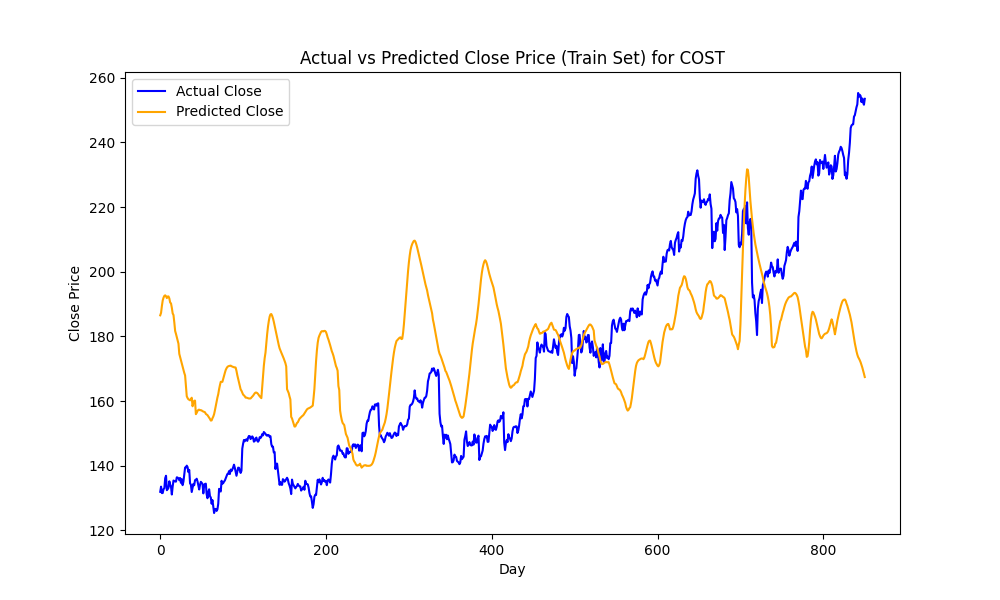 Actual vs Predicted Close Price (Train Set) for COST
Actual Close
Predicted Close
260
240
220
200
180
160
140
120
Close Price
0 200 400 600 800
Day